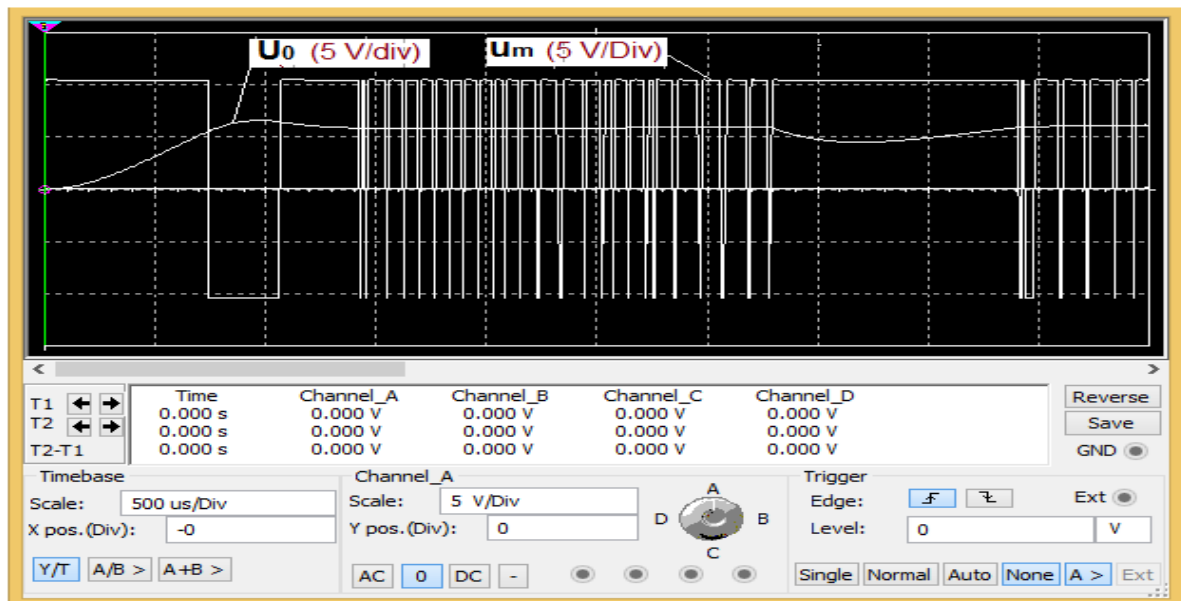 U0 (5 V/div) um (5 V/Div)
T1
T2
T2-T1
Time Channel_A Channel_B Channel_C Channel_D
0.000 s 0.000 V 0.000 V 0.000 V 0.000 V
0.000 s 0.000 V 0.000 V 0.000 V 0.000 V
0.000 s 0.000 V 0.000 V 0.000 V 0.000 V
Reverse
Save
GND
Timebase
Scale: 500 us/Div
X pos.(Div): -0
Y/T A/B > A+B >
Channel_A
Scale: 5 V/Div
Y pos.(Div): 0
AC 0 DC -
A
D B
C
Trigger
Edge: Ext
Level: 0 V
Single Normal Auto None A > Ext